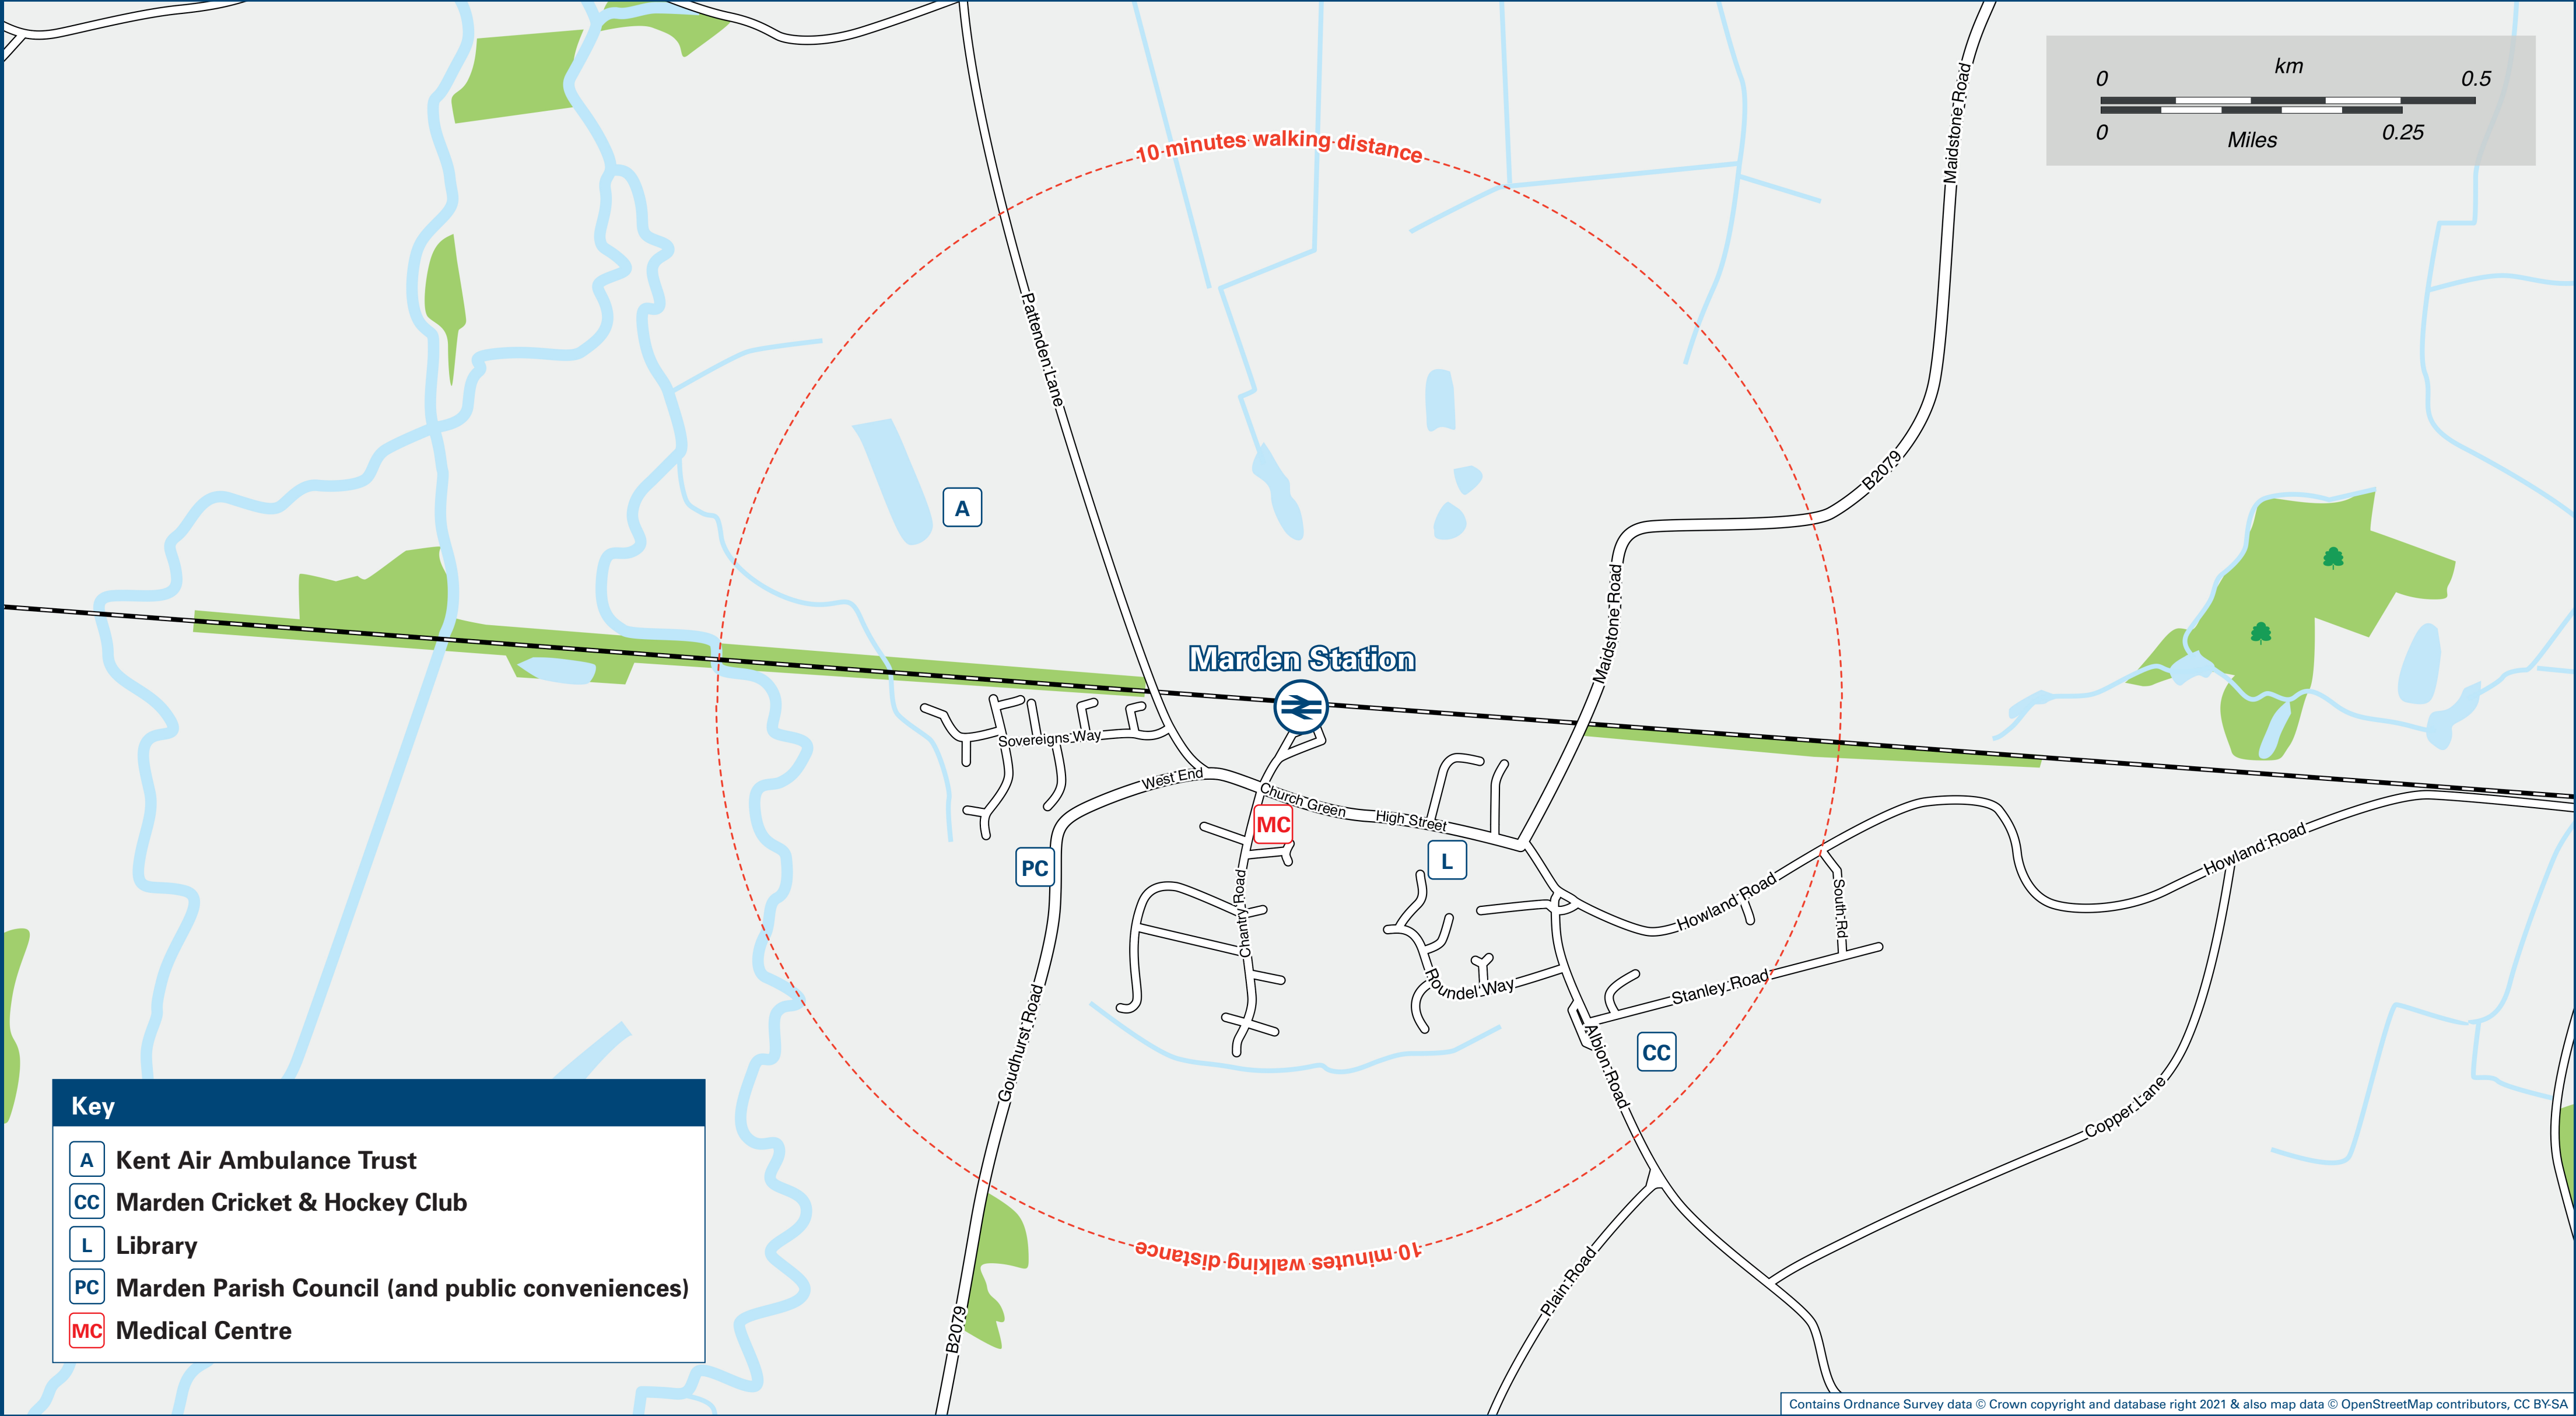 km
0 0.5
0 0.25
Miles
Maidstone Road
10 minutes walking distance
Pattenden Lane
B2079
A
Maidstone Road
Marden Station
Sovereigns Way
West End
Church Green
High Street
MC
L
PC
Howland Road
Howland Road
South Rd
Chantry Road
Roundel Way
Stanley Road
Goudhurst Road
Albion Road
CC
Copper Lane
10 minutes walking distance
Plain Road
B2079
Key
A Kent Air Ambulance Trust
CC Marden Cricket & Hockey Club
L Library
PC Marden Parish Council (and public conveniences)
MC Medical Centre
Contains Ordnance Survey data © Crown copyright and database right 2021 & also map data © OpenStreetMap contributors, CC BY-SA